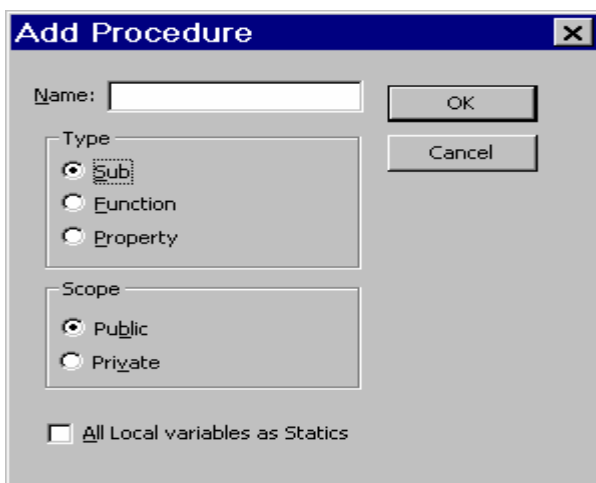 Add Procedure
Name:
OK
Cancel
Type
Sub
Function
Property
Scope
Public
Private
All Local variables as Statics